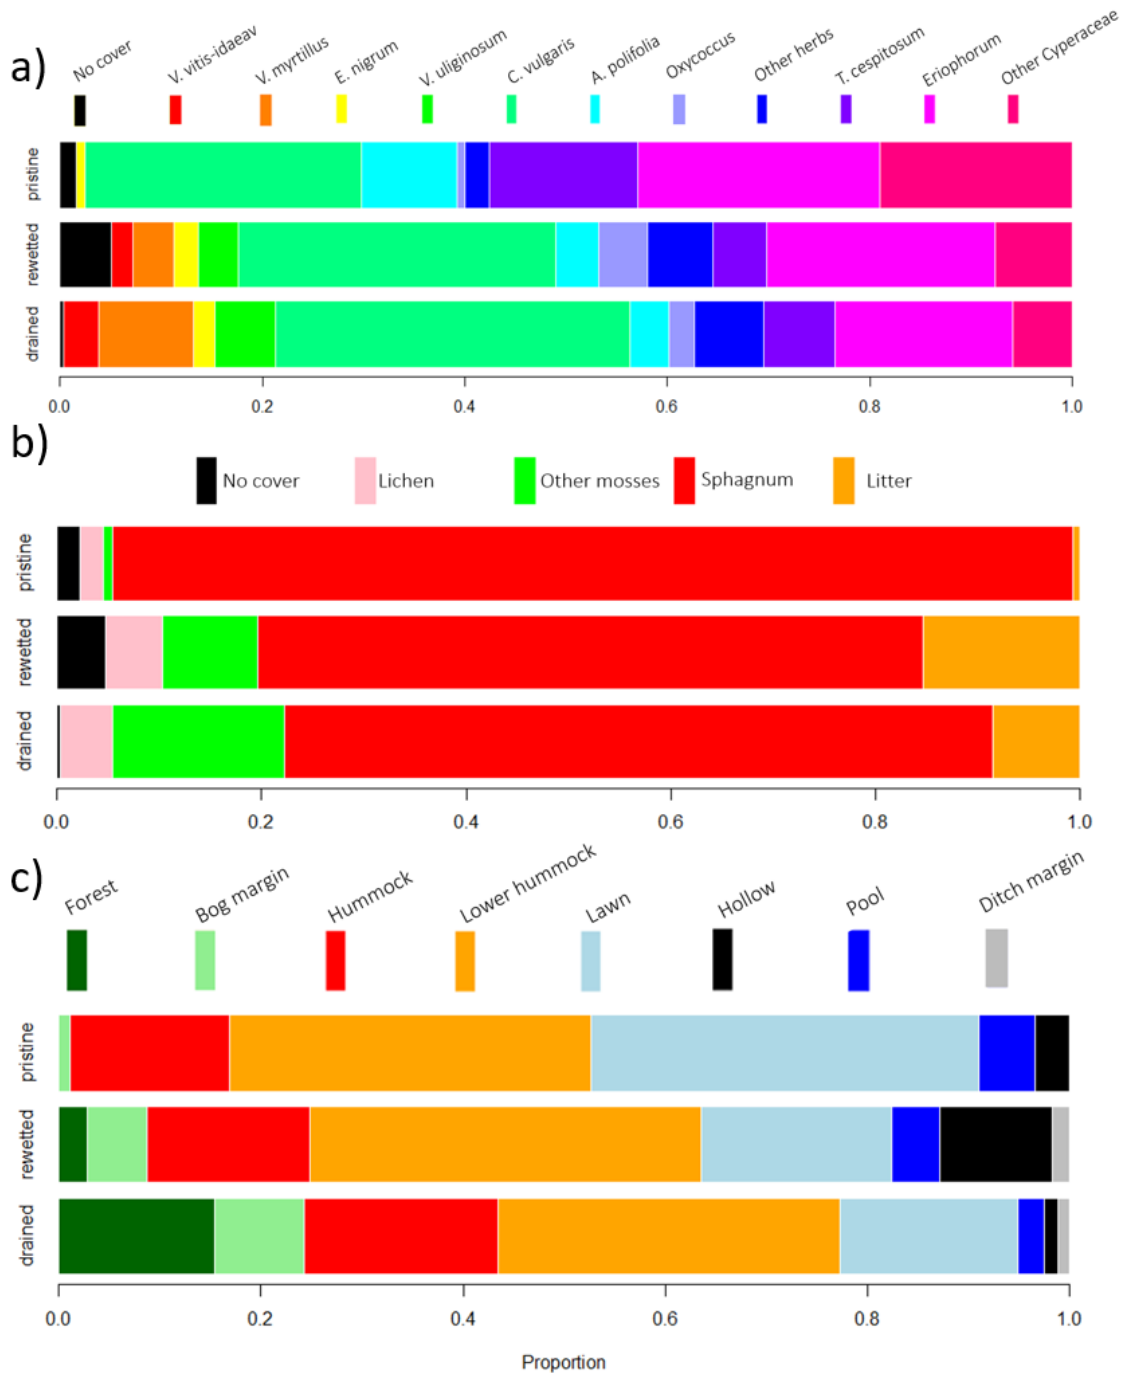 a)
No cover V. vitis-idaeav V. myrtillus E. nigrum V. uliginosum C. vulgaris A. polifolia Oxycoccus Other herbs T. cespitosum Eriophorum Other Cyperaceae
pristine
rewetted
drained
0.0 0.2 0.4 0.6 0.8 1.0
b)
No cover Lichen Other mosses Sphagnum Litter
pristine
rewetted
drained
0.0 0.2 0.4 0.6 0.8 1.0
c)
Forest Bog margin Hummock Lower hummock Lawn Hollow Pool Ditch margin
pristine
rewetted
drained
0.0 0.2 0.4 0.6 0.8 1.0
Proportion